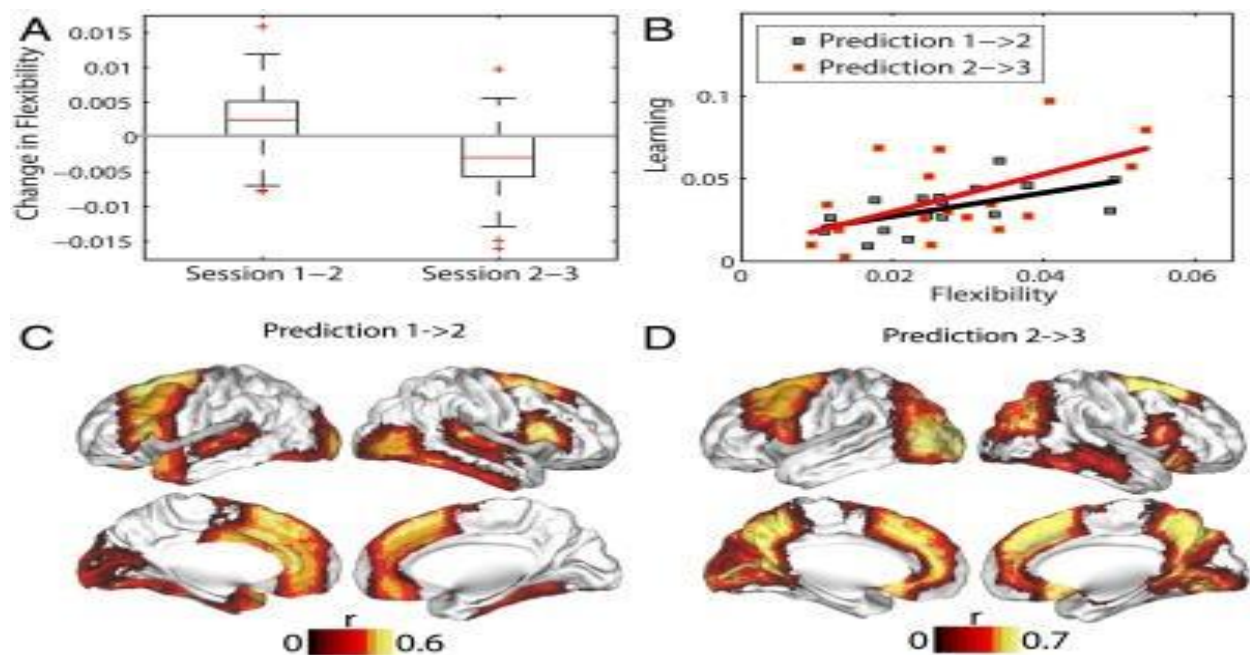 A
Change in Flexibility
0.015
0.01
0.005
0
−0.005
−0.01
−0.015
Session 1−2
Session 2−3
B
Learning
Prediction 1−>2
Prediction 2−>3
0.1
0.05
0
0
0.02
0.04
0.06
Flexibility
C
Prediction 1->2
r
0
0.6
D
Prediction 2->3
r
0
0.7